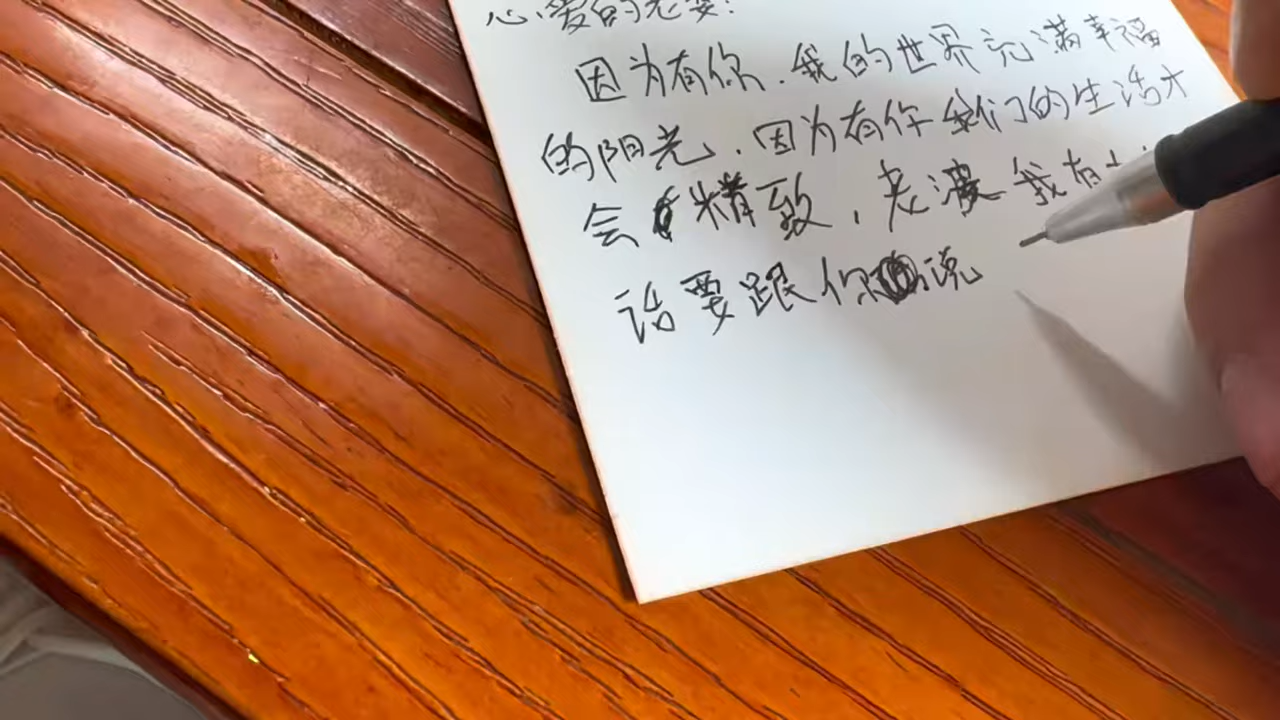 心爱的老婆:
因为有你,我的世界充满幸福
的阳光,因为有你我们的生活才
会精致,老婆我有
话要跟你说